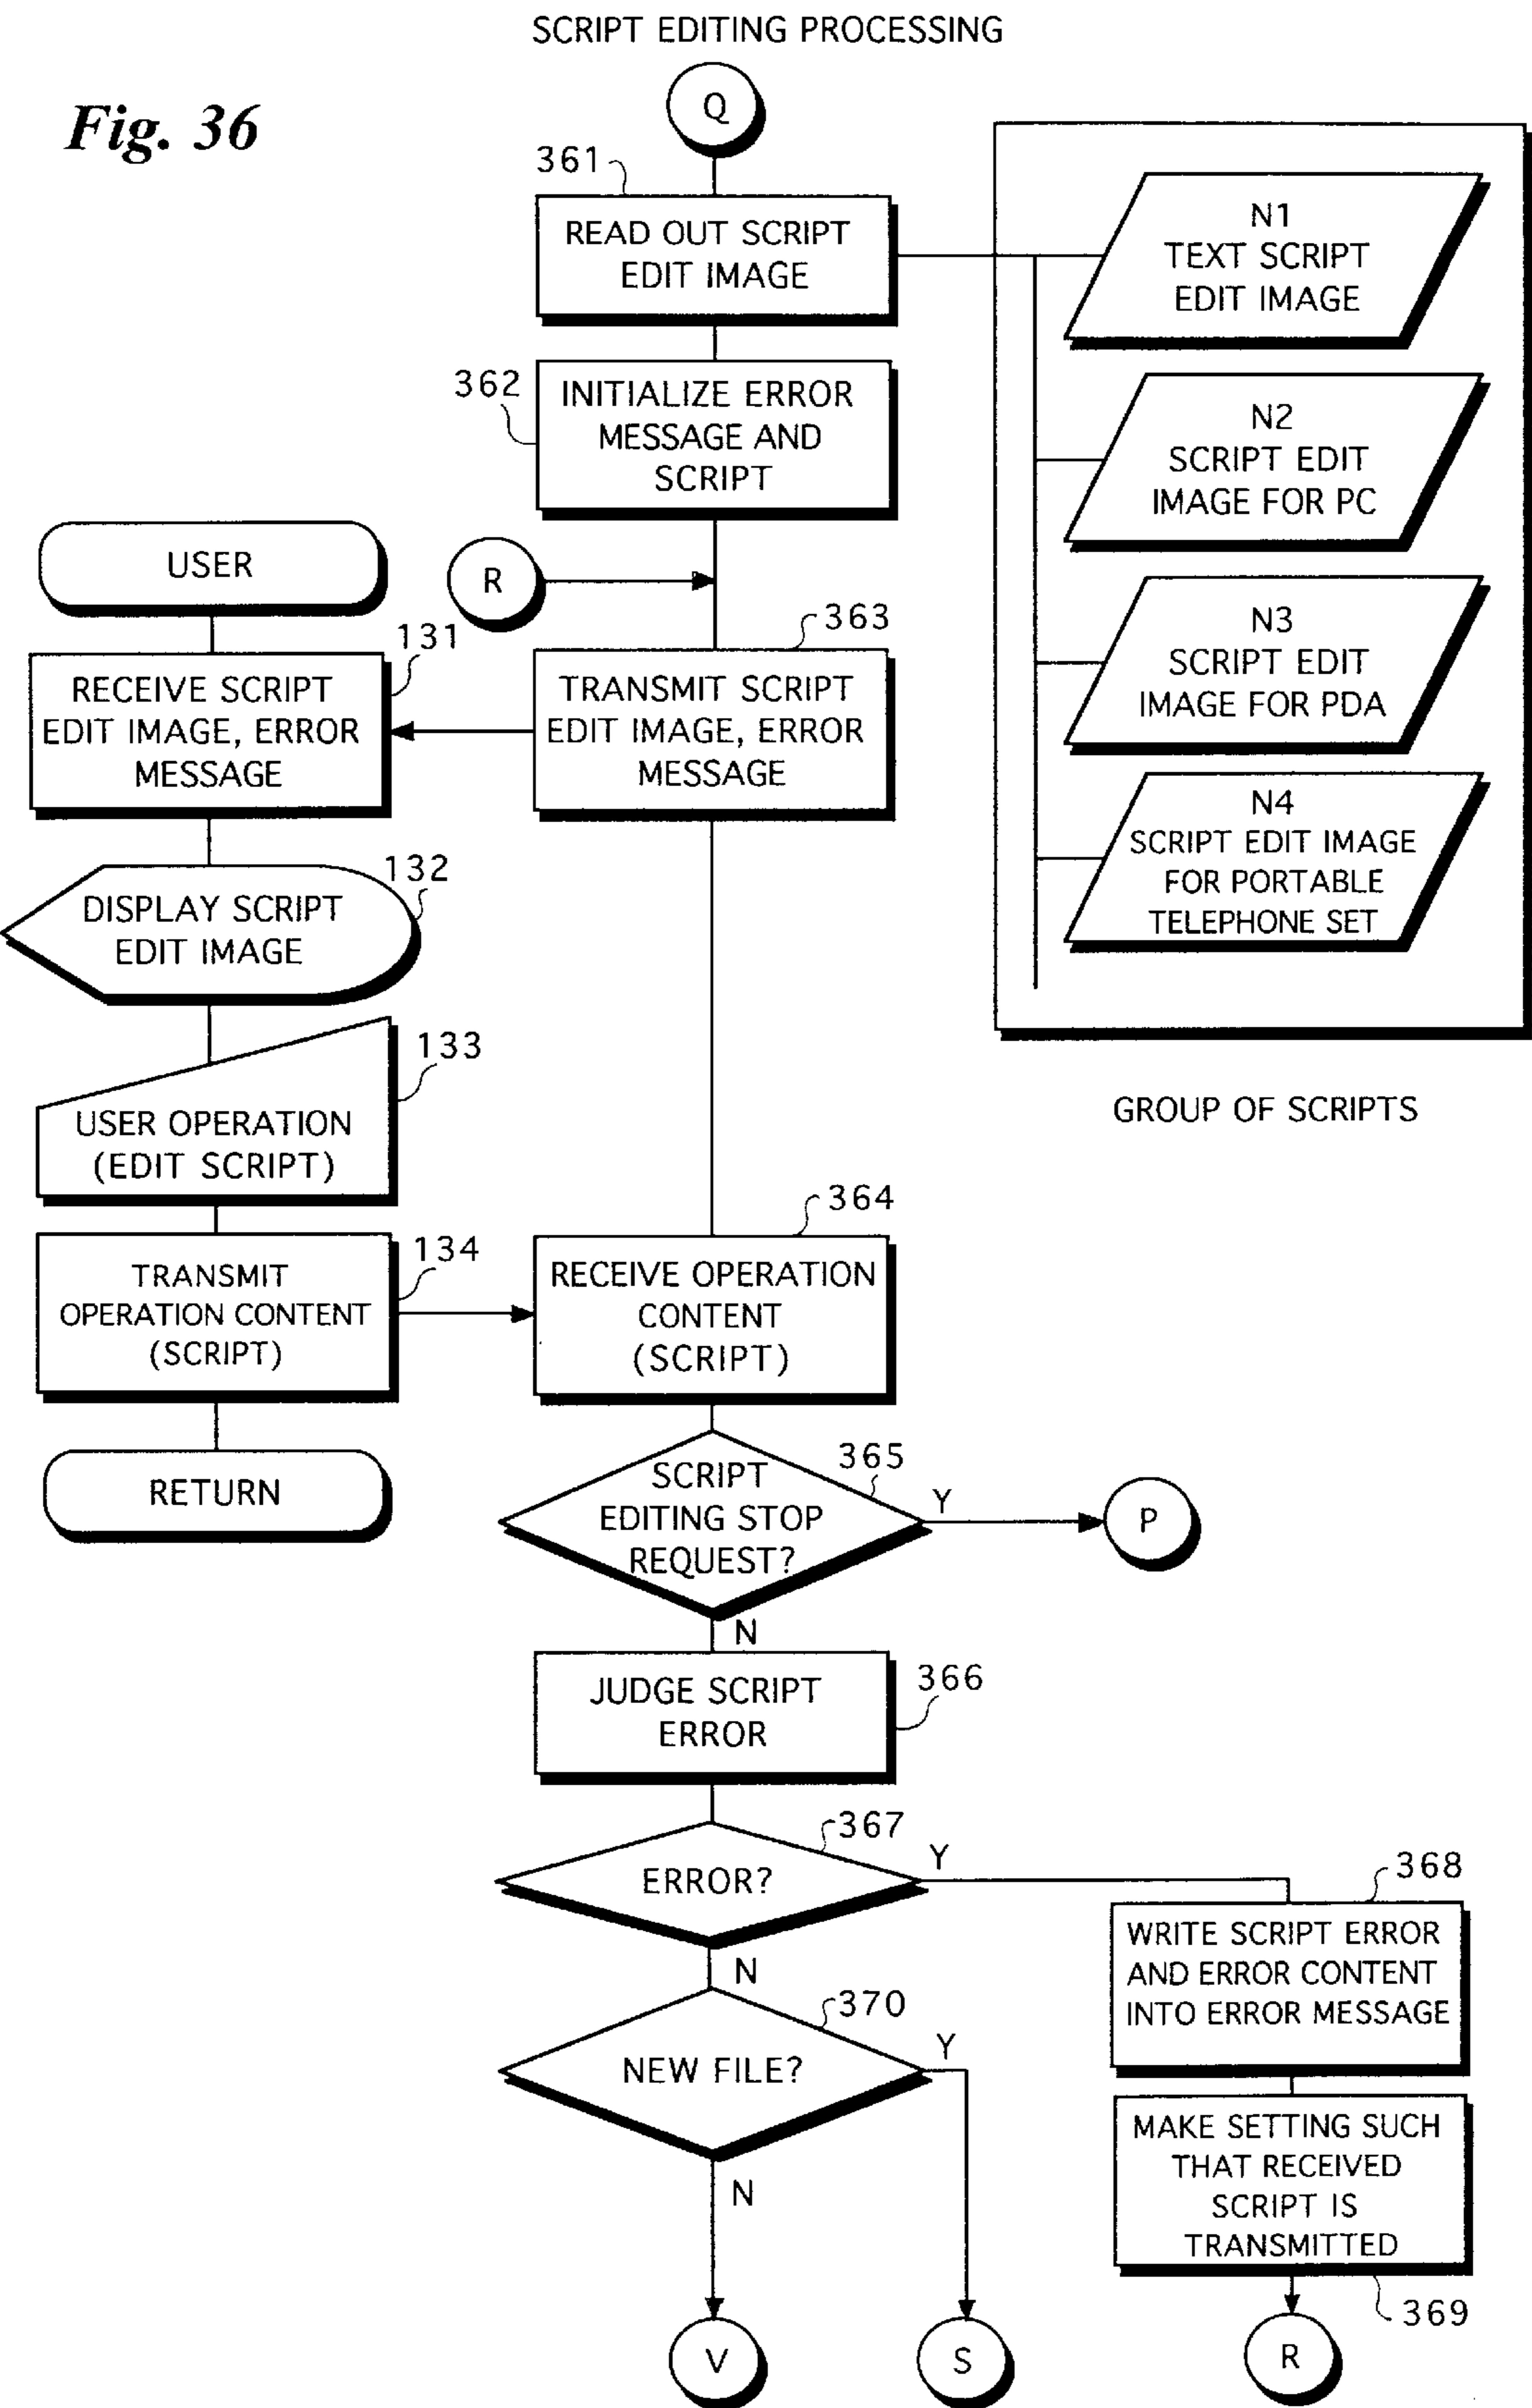 SCRIPT EDITING PROCESSING
Fig. 36
Q
361
READ OUT SCRIPT
EDIT IMAGE
N1
TEXT SCRIPT
EDIT IMAGE
362
INITIALIZE ERROR
MESSAGE AND
SCRIPT
N2
SCRIPT EDIT
IMAGE FOR PC
USER
R
363
N3
SCRIPT EDIT
IMAGE FOR PDA
131
RECEIVE SCRIPT
EDIT IMAGE, ERROR
MESSAGE
TRANSMIT SCRIPT
EDIT IMAGE, ERROR
MESSAGE
N4
SCRIPT EDIT IMAGE
FOR PORTABLE
TELEPHONE SET
132
DISPLAY SCRIPT
EDIT IMAGE
133
USER OPERATION
(EDIT SCRIPT)
GROUP OF SCRIPTS
134
TRANSMIT
OPERATION CONTENT
(SCRIPT)
364
RECEIVE OPERATION
CONTENT
(SCRIPT)
RETURN
365
SCRIPT
EDITING STOP
REQUEST?
Y
P
N
JUDGE SCRIPT
ERROR
366
367
ERROR?
Y
368
WRITE SCRIPT ERROR
AND ERROR CONTENT
INTO ERROR MESSAGE
N
370
NEW FILE?
Y
MAKE SETTING SUCH
THAT RECEIVED
SCRIPT IS
TRANSMITTED
N
369
V
S
R